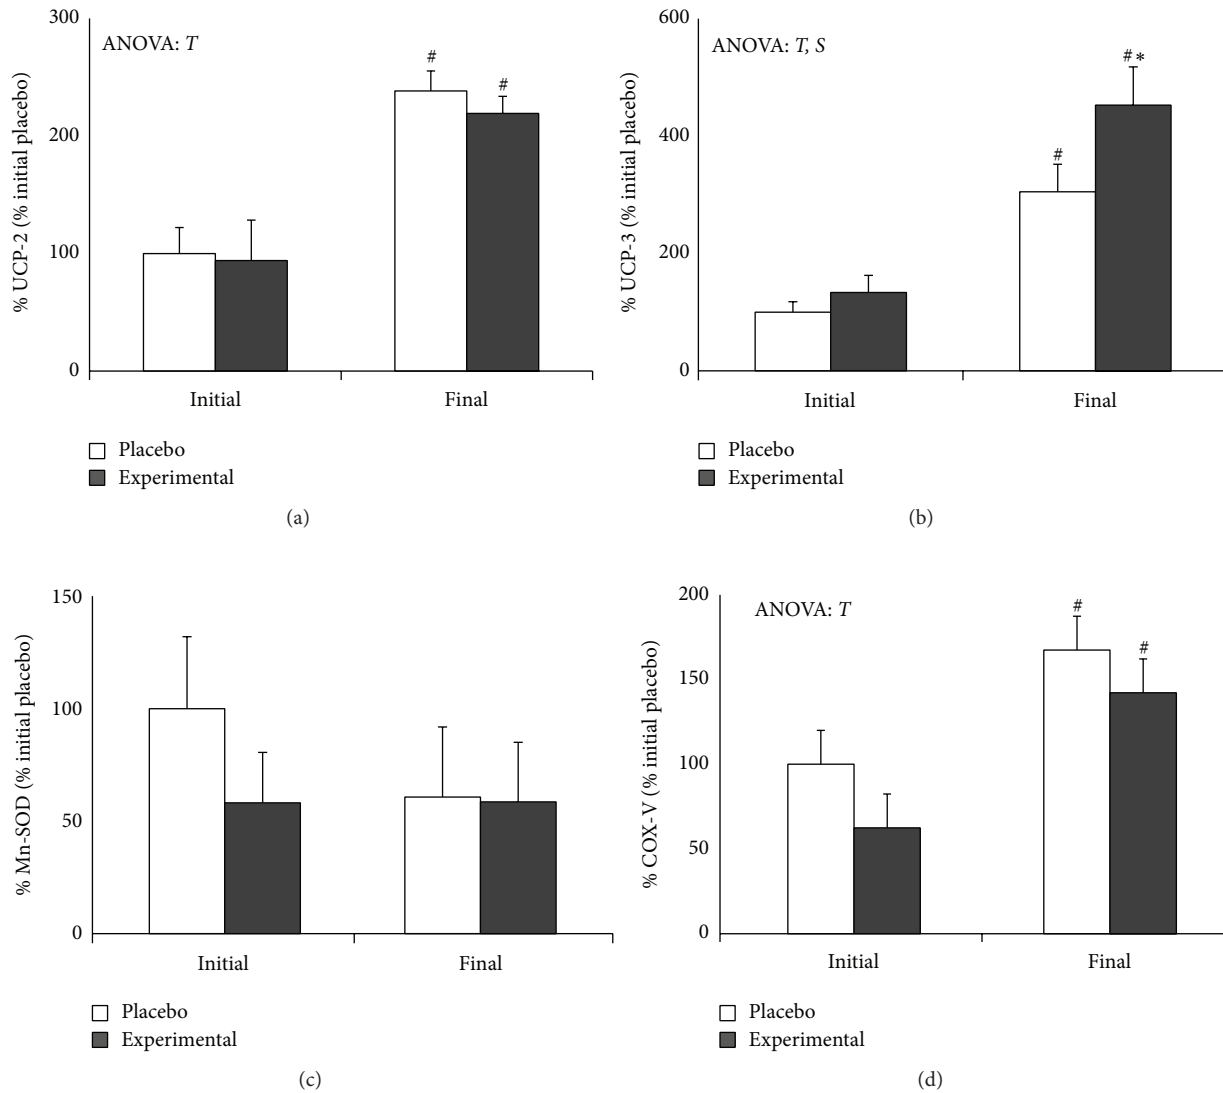 300
200
100
0
% UCP-2 (% initial placebo)
ANOVA: T
#
#
Initial
Final
Placebo
Experimental
(a)
600
400
200
0
% UCP-3 (% initial placebo)
ANOVA: T, S
#
#*
Initial
Final
Placebo
Experimental
(b)
150
100
50
0
% Mn-SOD (% initial placebo)
Initial
Final
Placebo
Experimental
(c)
200
150
100
50
0
% COX-V (% initial placebo)
ANOVA: T
#
#
Initial
Final
Placebo
Experimental
(d)